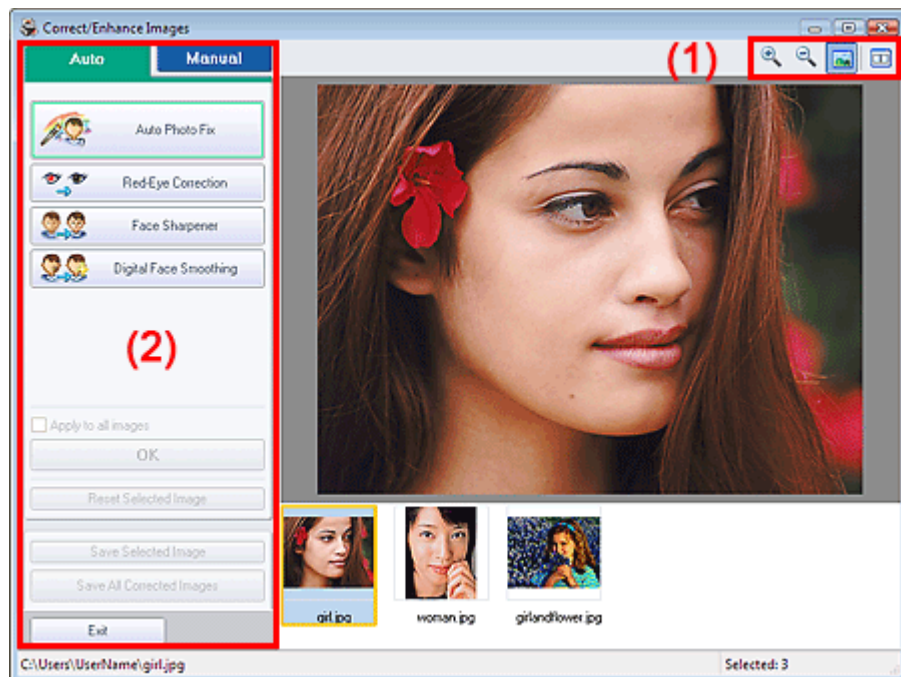 Correct/Enhance Images
Auto
Manual
(1)
Auto Photo Fix
Red-Eye Correction
Face Sharpener
Digital Face Smoothing
(2)
Apply to all images
OK
Reset Selected Image
Save Selected Image
Save All Corrected Images
Exit
girl.jpg
woman.jpg
girlandflower.jpg
C:\Users\UserName\girl.jpg
Selected: 3